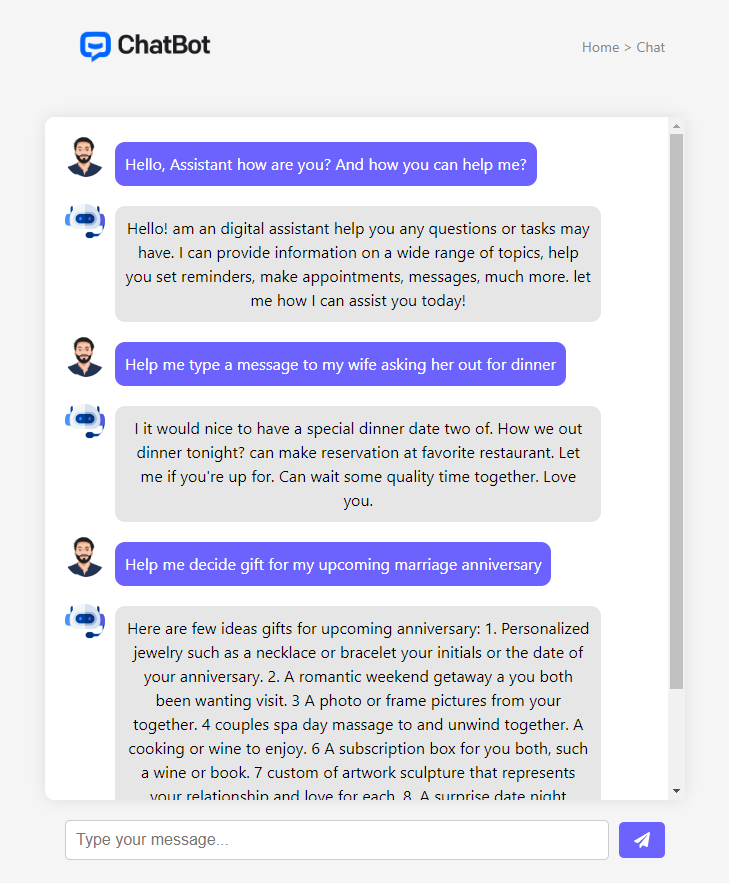 ChatBot
Home > Chat
Hello, Assistant how are you? And how you can help me?
Hello! am an digital assistant help you any questions or tasks may
have. I can provide information on a wide range of topics, help
you set reminders, make appointments, messages, much more. let
me how I can assist you today!
Help me type a message to my wife asking her out for dinner
I it would nice to have a special dinner date two of. How we out
dinner tonight? can make reservation at favorite restaurant. Let
me if you're up for. Can wait some quality time together. Love
you.
Help me decide gift for my upcoming marriage anniversary
Here are few ideas gifts for upcoming anniversary: 1. Personalized
jewelry such as a necklace or bracelet your initials or the date of
your anniversary. 2. A romantic weekend getaway a you both
been wanting visit. 3 A photo or frame pictures from your
together. 4 couples spa day massage to and unwind together. A
cooking or wine to enjoy. 6 A subscription box for you both, such
a wine or book. 7 custom of artwork sculpture that represents
your relationship and love for each. 8. A surprise date night
Type your message...